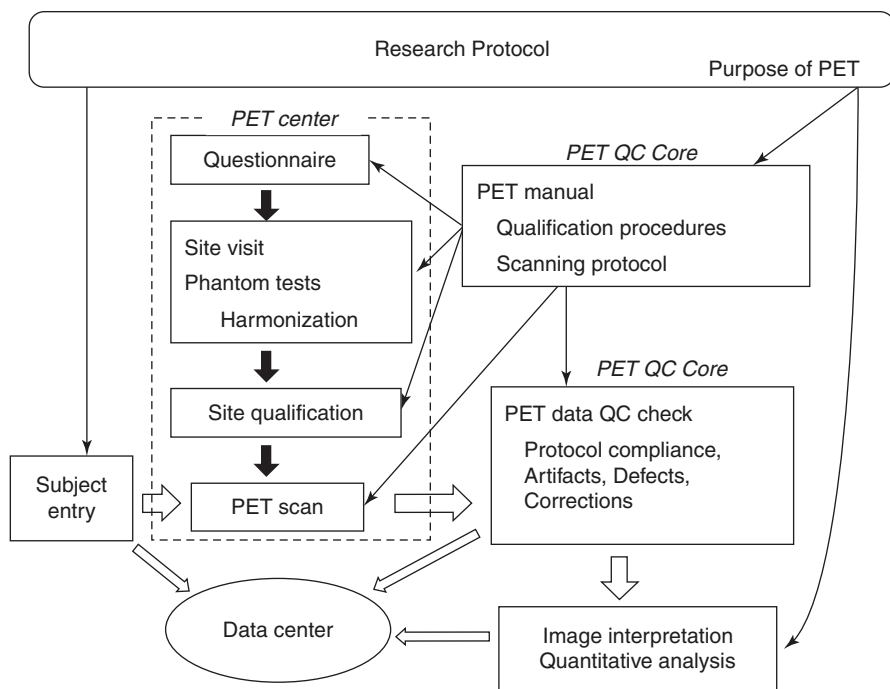 Research Protocol
Purpose of PET
PET center
Questionnaire
Site visit
Phantom tests
Harmonization
Site qualification
PET scan
PET QC Core
PET manual
Qualification procedures
Scanning protocol
PET QC Core
PET data QC check
Protocol compliance,
Artifacts, Defects,
Corrections
Subject
entry
Data center
Image interpretation
Quantitative analysis